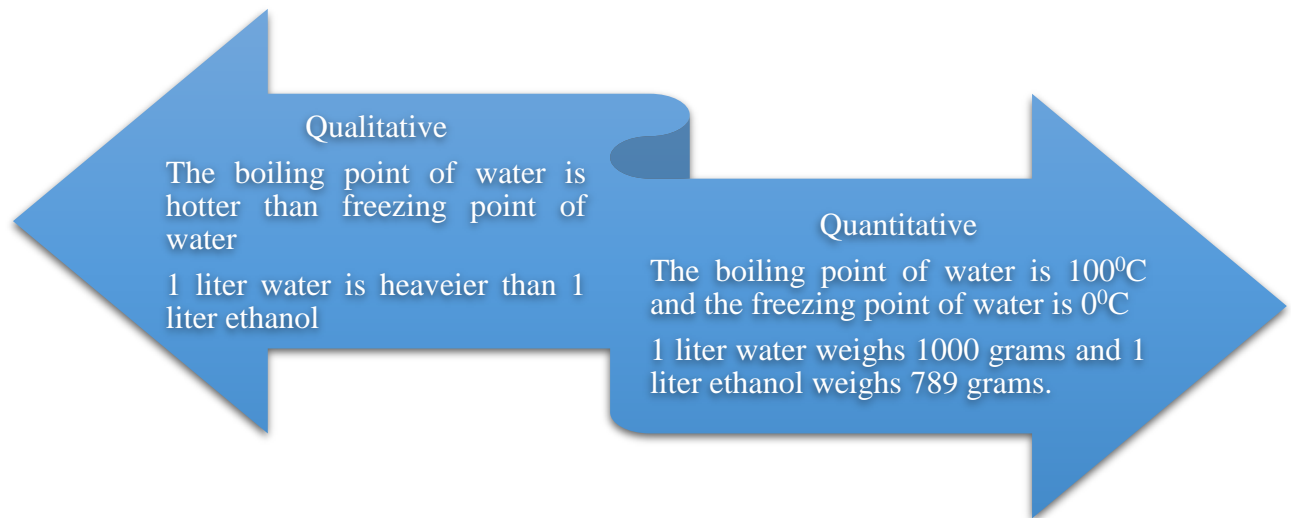 Qualitative
The boiling point of water is
hotter than freezing point of
water
1 liter water is heaveier than 1
liter ethanol
Quantitative
The boiling point of water is 100⁰C
and the freezing point of water is 0⁰C
1 liter water weighs 1000 grams and 1
liter ethanol weighs 789 grams.